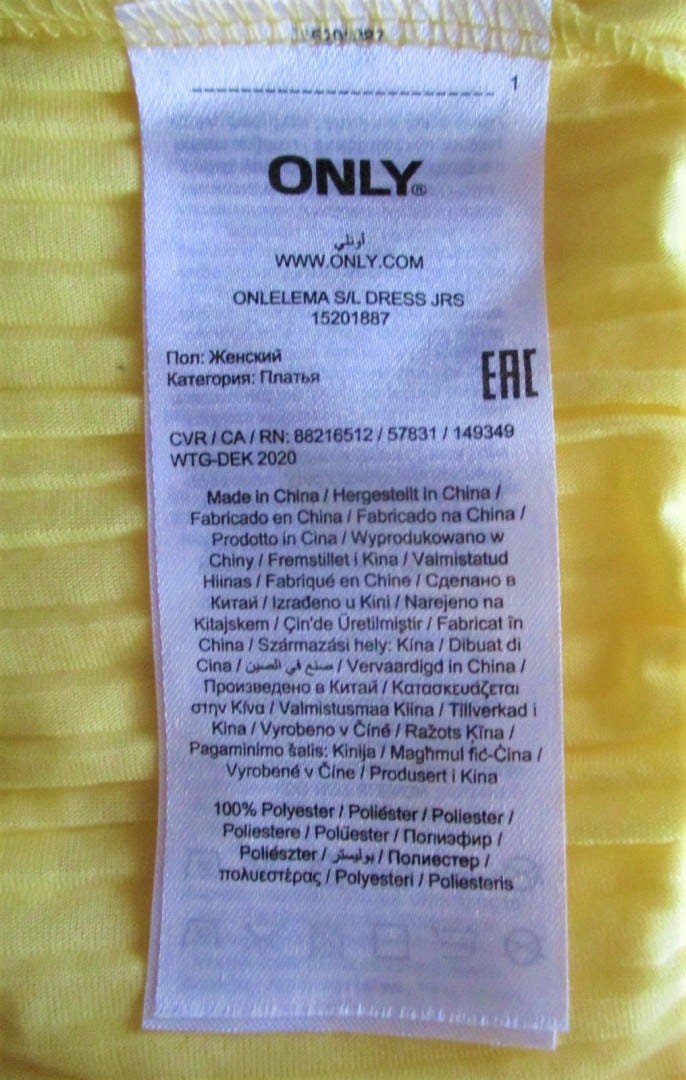 1
ONLY®
أونلي
WWW.ONLY.COM
ONLELEMA S/L DRESS JRS
15201887
Пол: Женский
Категория: Платья
EAC
CVR / CA / RN: 88216512 / 57831 / 149349
WTG-DEK 2020
Made in China / Hergestellt in China /
Fabricado en China / Fabricado na China /
Prodotto in Cina / Wyprodukowano w
Chiny / Fremstillet i Kina / Valmistatud
Hiinas / Fabriqué en Chine / Сделано в
Китай / Izrađeno u Kini / Narejeno na
Kitajskem / Çin'de Üretilmiştir / Fabricat în
China / Származási hely: Kína / Dibuat di
Cina / صنع في الصين / Vervaardigd in China /
Произведено в Китай / Κατασκευάζεται
στην Κίνα / Valmistusmaa Kiina / Tillverkad i
Kina / Vyrobeno v Číně / Ražots Ķīna /
Pagaminimo šalis: Kinija / Magħmul fiċ-Ċina /
Vyrobené v Číne / Produsert i Kina
100% Polyester / Poliéster / Poliester /
Poliestere / Polüester / Полиэфир /
Poliészter / بوليستر / Полиестер /
πολυεστέρας / Polyesteri / Poliesteris